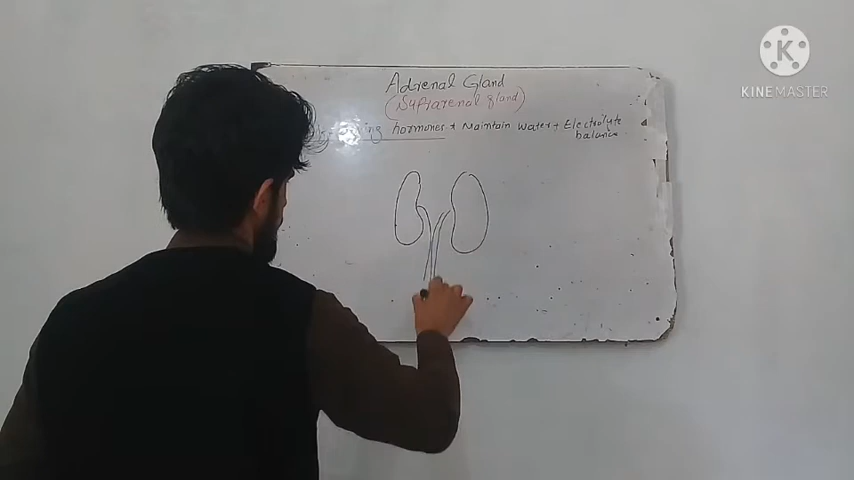 Adrenal Gland
(Suprarenal gland)
hormones + Maintain water + Electrolyte
balance
K
KINEMASTER